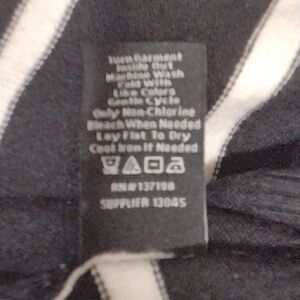 Turn Garment
Inside Out
Machine Wash
Cold With
Like Colors
Gentle Cycle
Only Non-Chlorine
Bleach When Needed
Lay Flat To Dry
Cool Iron If Needed
RN#137198
SUPPLIER 13045